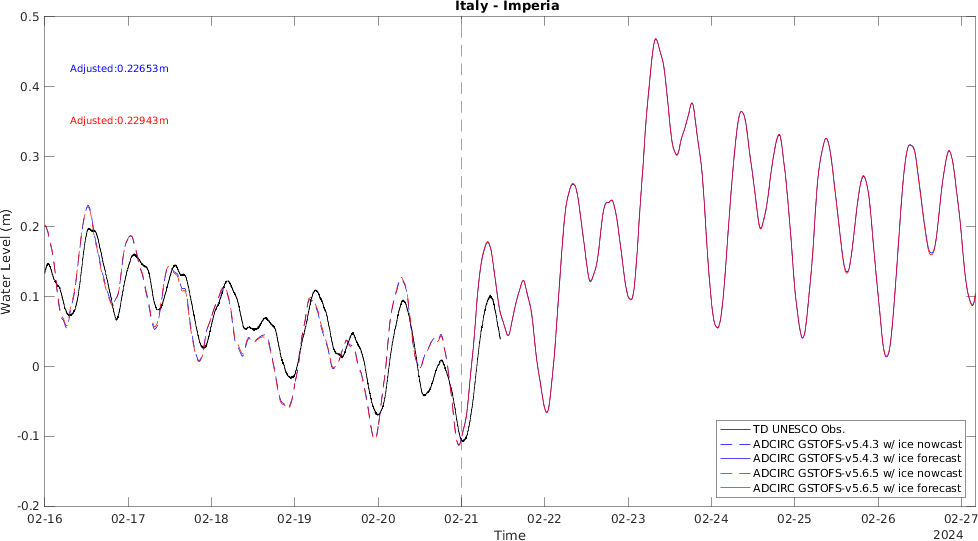 Italy - Imperia
Adjusted:0.22653m
Adjusted:0.22943m
Water Level (m)
0.5
0.4
0.3
0.2
0.1
0
-0.1
-0.2
TD UNESCO Obs.
ADCIRC GSTOFS-v5.4.3 w/ ice nowcast
ADCIRC GSTOFS-v5.4.3 w/ ice forecast
ADCIRC GSTOFS-v5.6.5 w/ ice nowcast
ADCIRC GSTOFS-v5.6.5 w/ ice forecast
02-16 02-17 02-18 02-19 02-20 02-21 02-22 02-23 02-24 02-25 02-26 02-27
Time
2024